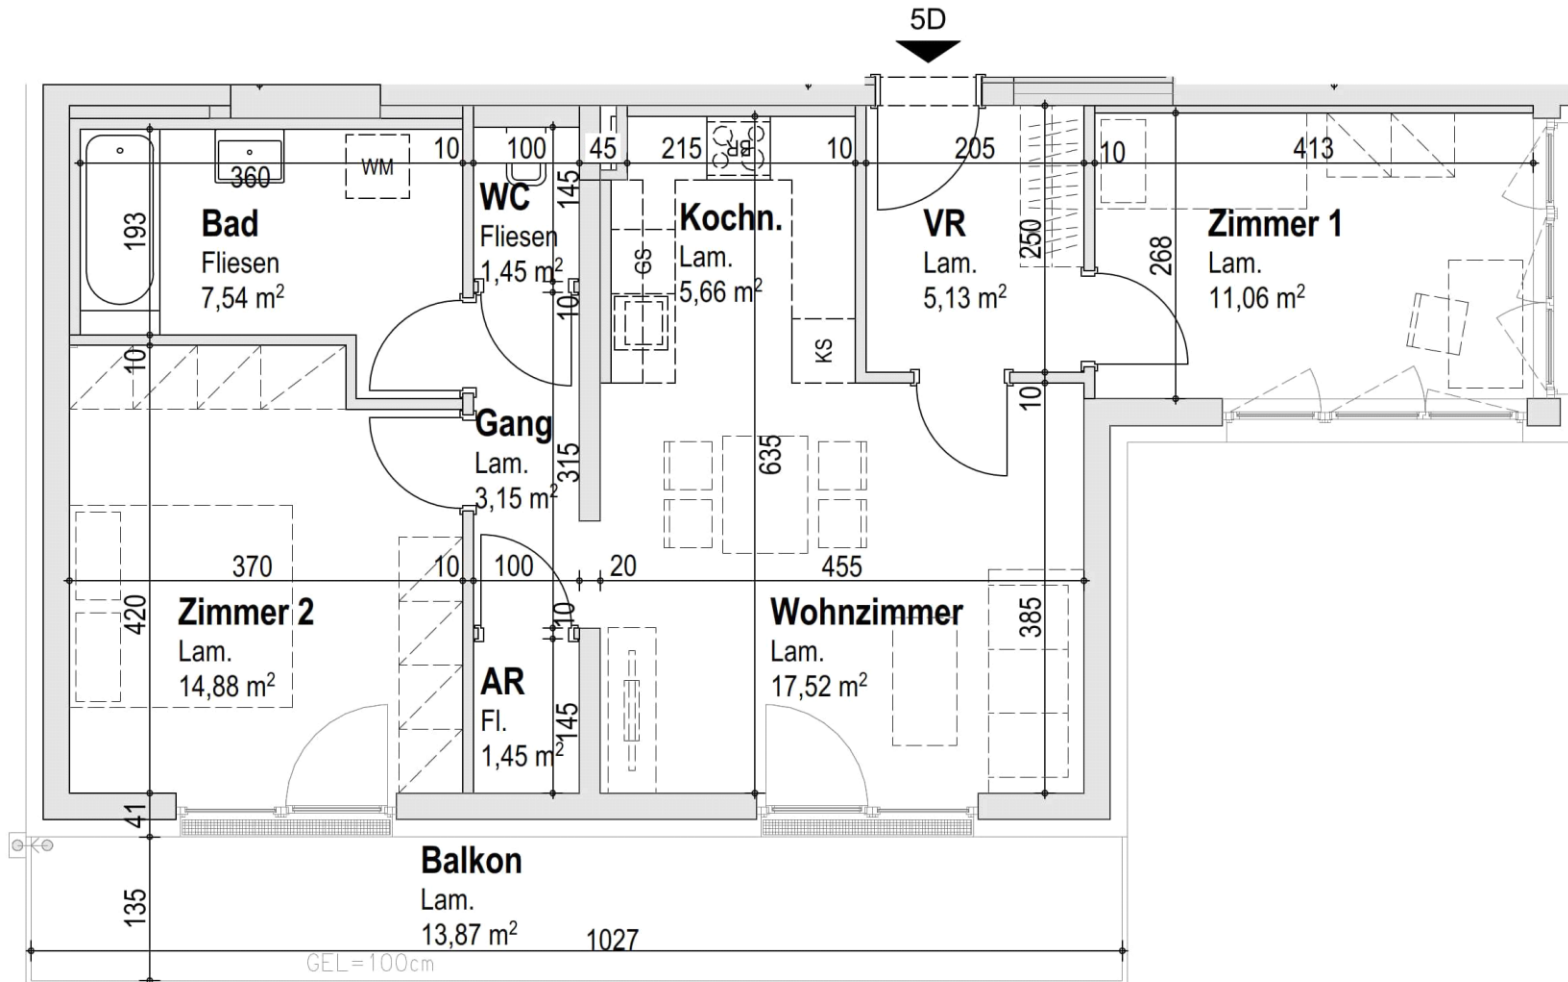 5D
10
100
45
215
10
205
10
413
360
WM
BR
193
Bad
Fliesen
7,54 m²
WC
Fliesen
1,45 m²
145
10
GS
Kochn.
Lam.
5,66 m²
KS
VR
Lam.
5,13 m²
250
268
Zimmer 1
Lam.
11,06 m²
10
10
Gang
Lam.
3,15 m²
315
635
370
10
100
20
455
420
Zimmer 2
Lam.
14,88 m²
10
AR
Fl.
1,45 m²
145
Wohnzimmer
Lam.
17,52 m²
385
41
Balkon
Lam.
13,87 m²
135
1027
GEL=100cm